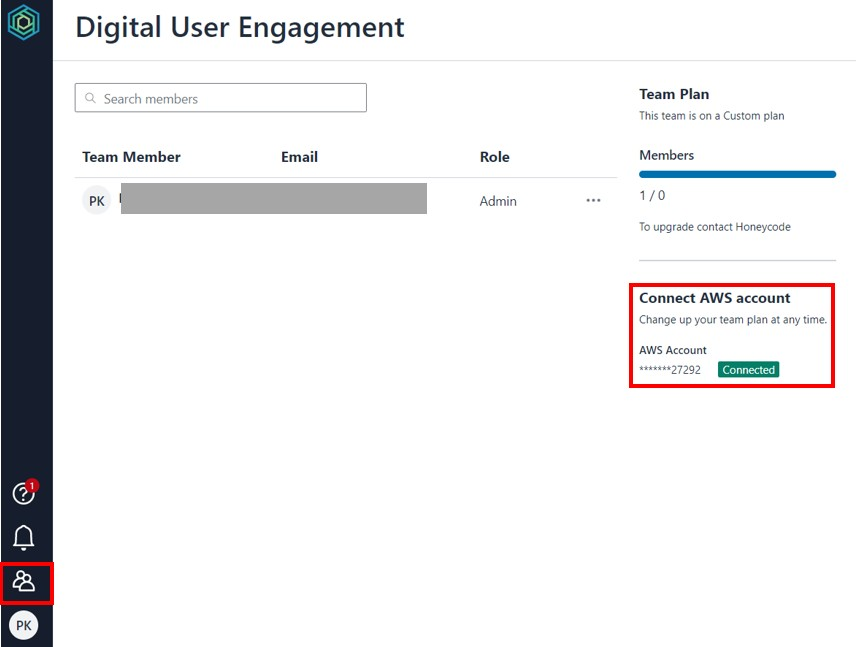 Digital User Engagement
Search members
Team Member Email Role
PK Admin ...
Team Plan
This team is on a Custom plan
Members
1 / 0
To upgrade contact Honeycode
Connect AWS account
Change up your team plan at any time.
AWS Account
*******27292 Connected
?
1
PK